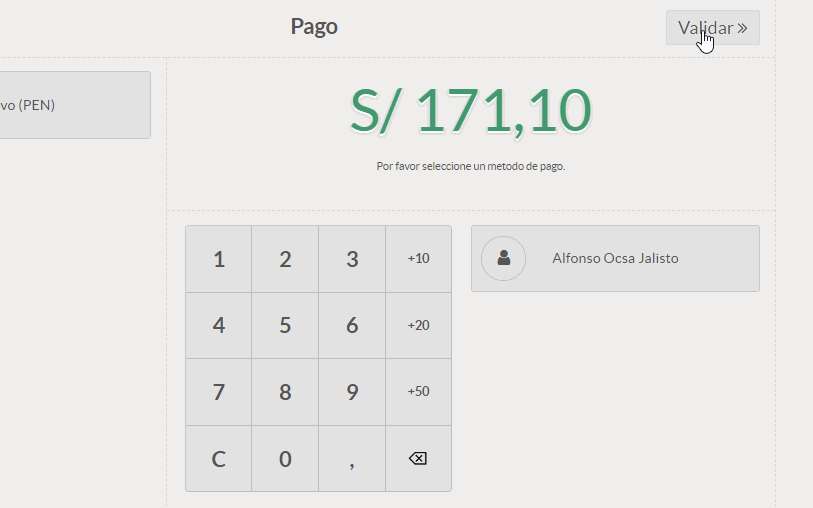 Pago
Validar »
vo (PEN)
S/ 171,10
Por favor seleccione un metodo de pago.
1 2 3 +10
Alfonso Ocsa Jalisto
4 5 6 +20
7 8 9 +50
C 0 ,